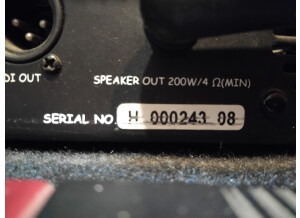 DI OUT
SPEAKER OUT 200W/4 Ω(MIN)
SERIAL NO. H 000243 08